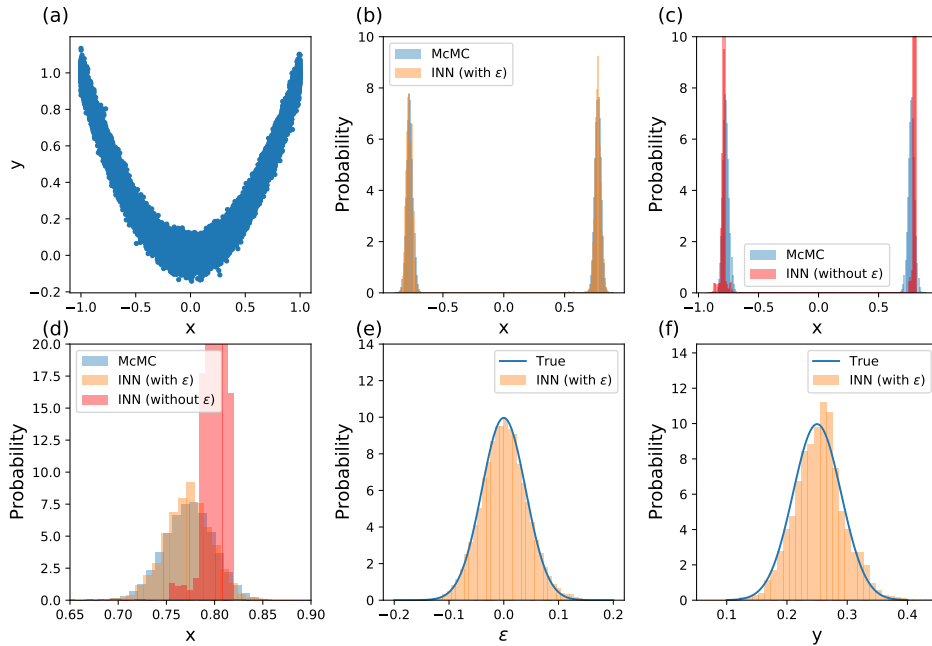 (a)
1.0
0.8
0.6
0.4
0.2
0.0
−0.2
y
−1.0 −0.5 0.0 0.5 1.0
x
(b)
10
8
6
4
2
0
Probability
McMC
INN (with ε)
−0.5 0.0 0.5
x
(c)
10
8
6
4
2
0
Probability
McMC
INN (without ε)
−0.5 0.0 0.5
x
(d)
20.0
17.5
15.0
12.5
10.0
7.5
5.0
2.5
0.0
Probability
McMC
INN (with ε)
INN (without ε)
0.65 0.70 0.75 0.80 0.85 0.90
x
(e)
14
12
10
8
6
4
2
0
Probability
True
INN (with ε)
−0.2 −0.1 0.0 0.1 0.2
ε
(f)
14
12
10
8
6
4
2
0
Probability
True
INN (with ε)
0.1 0.2 0.3 0.4
y